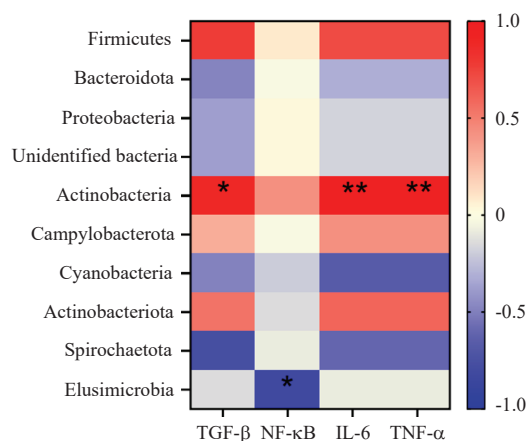 Firmicutes
Bacteroidota
Proteobacteria
Unidentified bacteria
Actinobacteria
Campylobacterota
Cyanobacteria
Actinobacteriota
Spirochaetota
Elusimicrobia
* ** **
*
TGF-β NF-κB IL-6 TNF-α
1.0
0.5
0
-0.5
-1.0